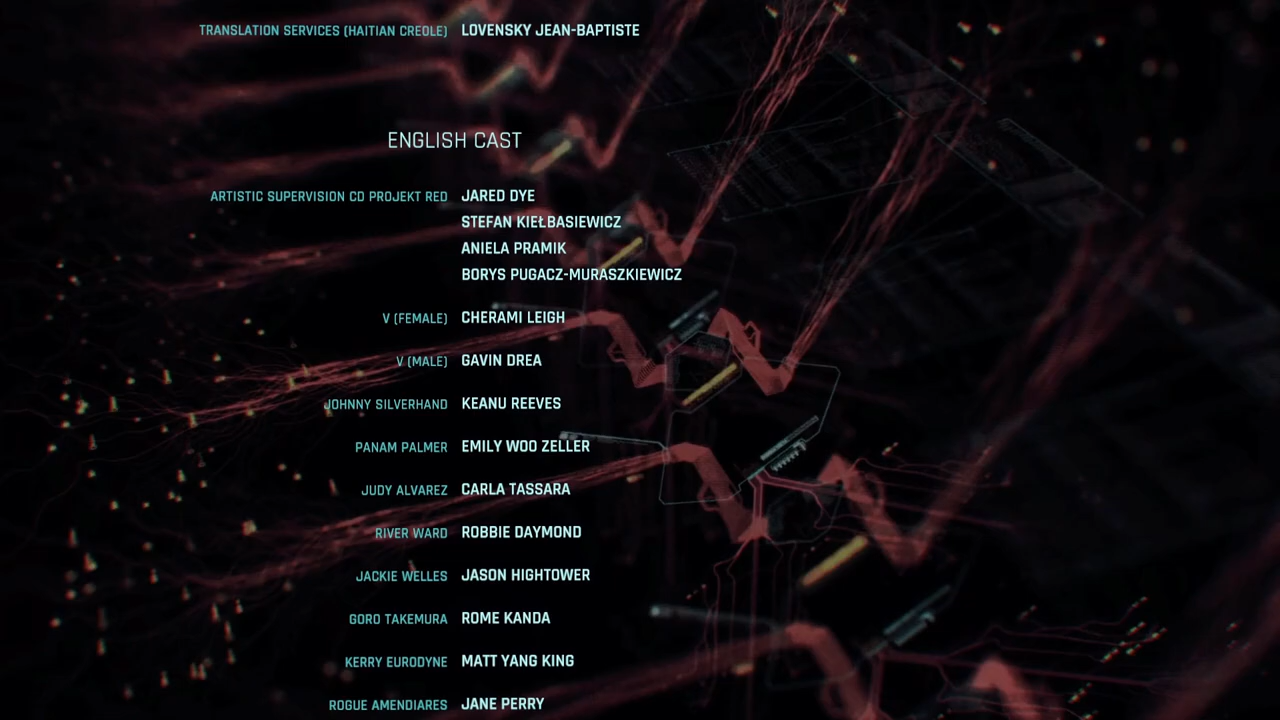 TRANSLATION SERVICES (HAITIAN CREOLE) LOVENSKY JEAN-BAPTISTE
ENGLISH CAST
ARTISTIC SUPERVISION CD PROJEKT RED JARED DYE
STEFAN KIEŁBASIEWICZ
ANIELA PRAMIK
BORYS PUGACZ-MURASZKIEWICZ
V (FEMALE) CHERAMI LEIGH
V (MALE) GAVIN DREA
JOHNNY SILVERHAND KEANU REEVES
PANAM PALMER EMILY WOO ZELLER
JUDY ALVAREZ CARLA TASSARA
RIVER WARD ROBBIE DAYMOND
JACKIE WELLES JASON HIGHTOWER
GORO TAKEMURA ROME KANDA
KERRY EURODYNE MATT YANG KING
ROGUE AMENDIARES JANE PERRY